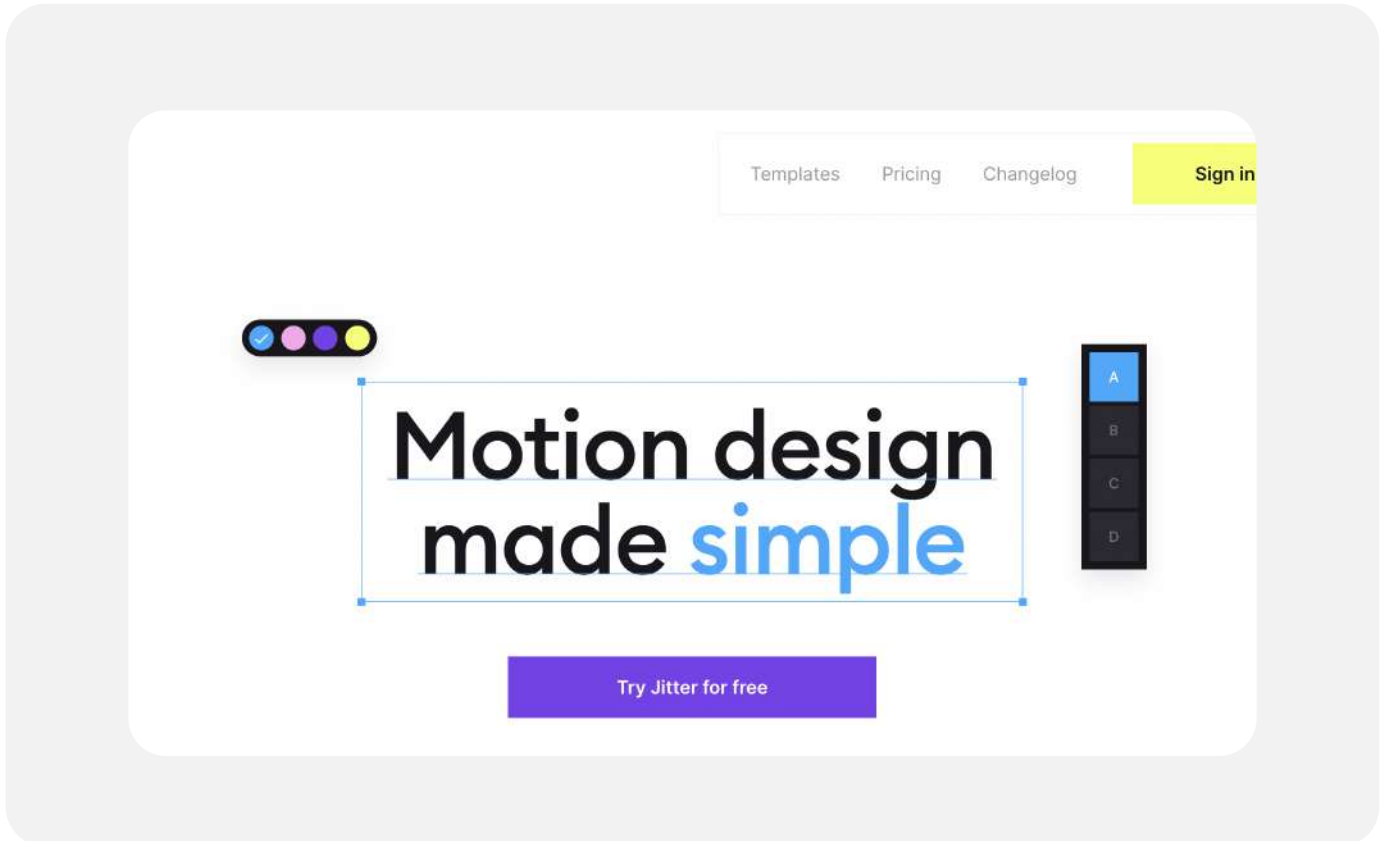 Templates Pricing Changelog Sign in
Motion design
made simple
A
B
C
D
Try Jitter for free